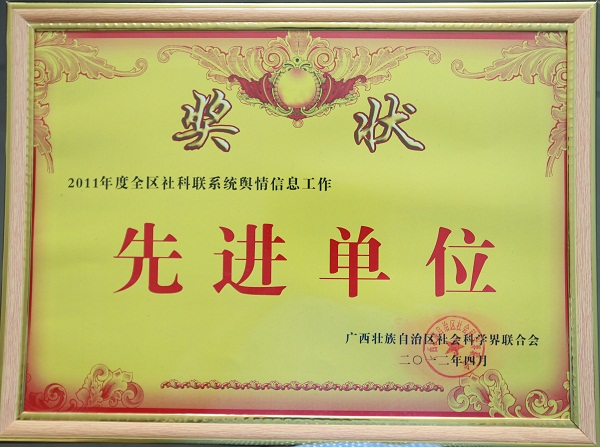 奖状
2011年度全区社科联系统舆情信息工作
先进单位
广西壮族自治区社会科学界联合会
二〇一二年四月